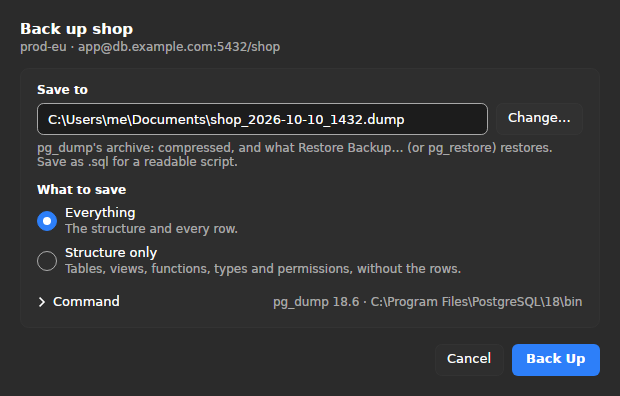 Back up shop
prod-eu · app@db.example.com:5432/shop
Save to
C:\Users\me\Documents\shop_2026-10-10_1432.dump
Change...
pg_dump's archive: compressed, and what Restore Backup... (or pg_restore) restores.
Save as .sql for a readable script.
What to save
Everything
The structure and every row.
Structure only
Tables, views, functions, types and permissions, without the rows.
Command
pg_dump 18.6 · C:\Program Files\PostgreSQL\18\bin
Cancel
Back Up